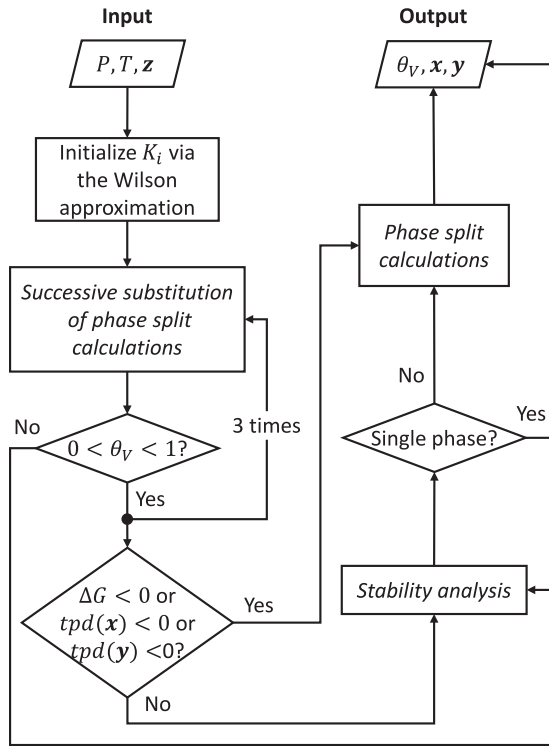 Input
P, T, z
Initialize K_i via
the Wilson
approximation
Successive substitution
of phase split
calculations
3 times
No
0 < θ_V < 1?
Yes
ΔG < 0 or
tpd(x) < 0 or
tpd(y) <0?
Yes
No
Output
θ_V, x, y
Phase split
calculations
No
Single phase?
Yes
Stability analysis